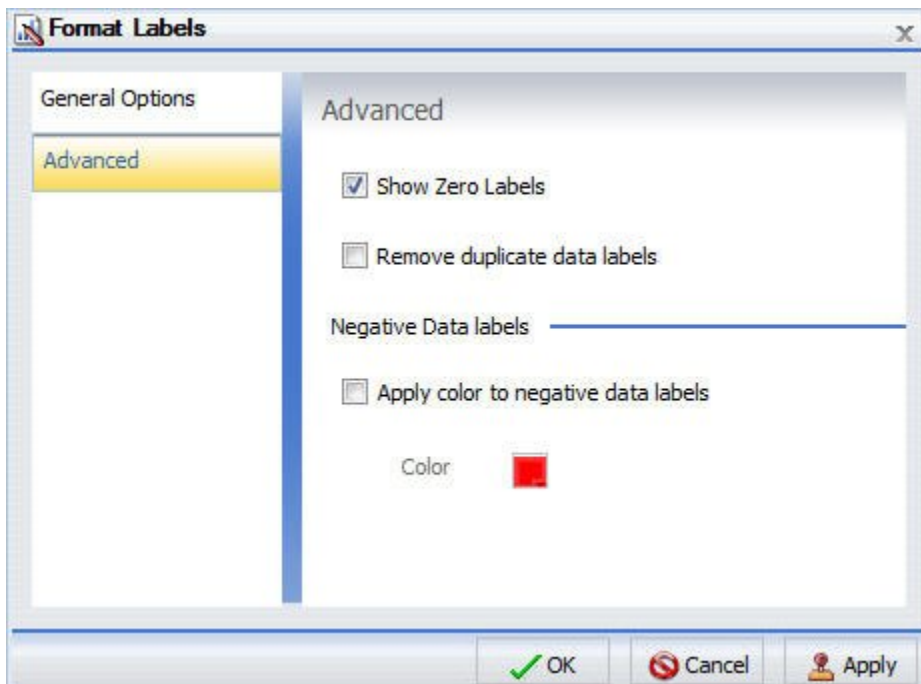 Format Labels
x
General Options
Advanced
Advanced
Show Zero Labels
Remove duplicate data labels
Negative Data labels
Apply color to negative data labels
Color
OK
Cancel
Apply